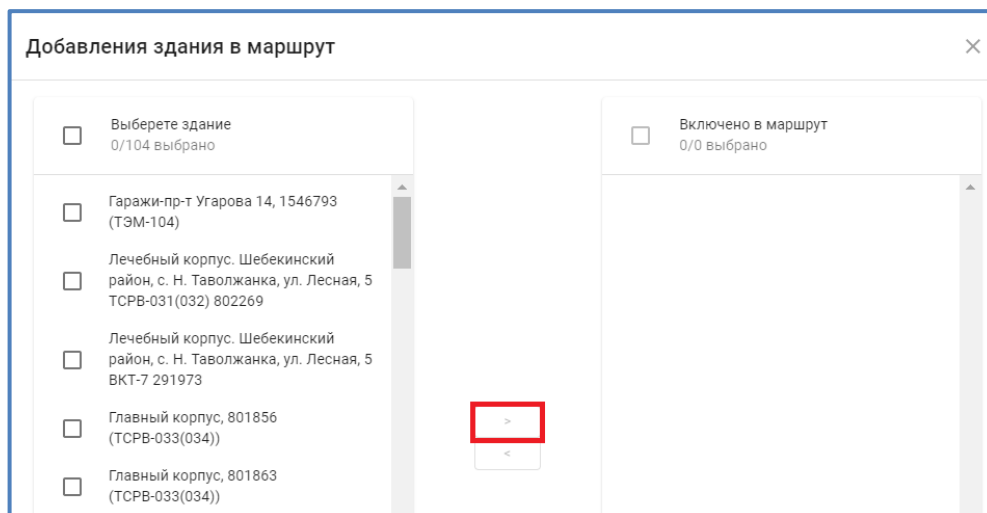 Добавления здания в маршрут
Выберете здание
0/104 выбрано
Гаражи-пр-т Угарова 14, 1546793
(ТЭМ-104)
Лечебный корпус. Шебекинский
район, с. Н. Таволжанка, ул. Лесная, 5
ТСРВ-031(032) 802269
Лечебный корпус. Шебекинский
район, с. Н. Таволжанка, ул. Лесная, 5
ВКТ-7 291973
Главный корпус, 801856
(ТСРВ-033(034))
Главный корпус, 801863
(ТСРВ-033(034))
>
<
Включено в маршрут
0/0 выбрано